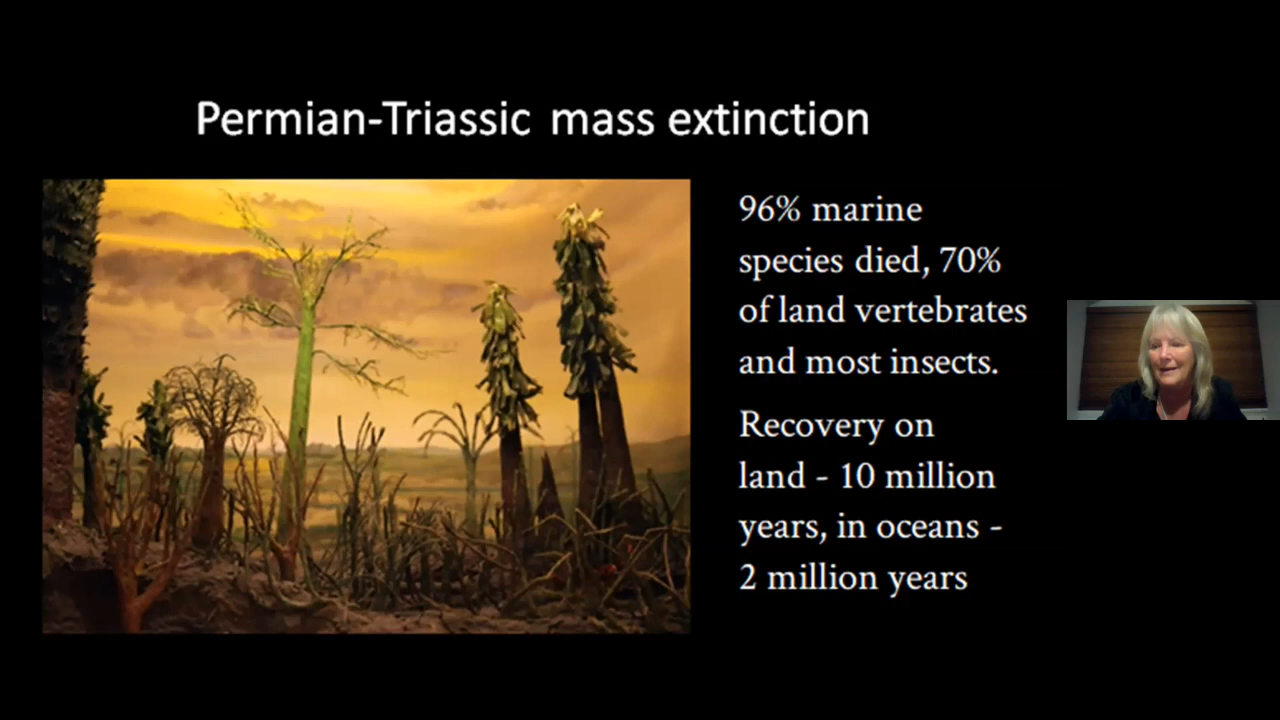 Permian-Triassic mass extinction
96% marine
species died, 70%
of land vertebrates
and most insects.
Recovery on
land - 10 million
years, in oceans -
2 million years